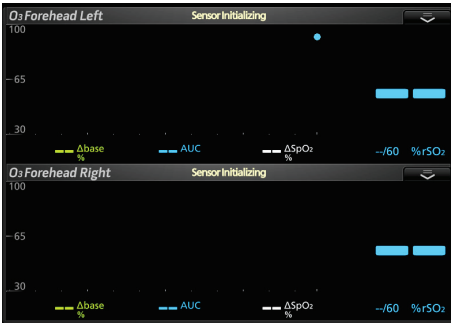 O3 Forehead Left Sensor Initializing
100
65
30
-- Δbase % -- AUC -- ΔSpO2 % --/60 %rSO2
O3 Forehead Right Sensor Initializing
100
65
30
-- Δbase % -- AUC -- ΔSpO2 % --/60 %rSO2